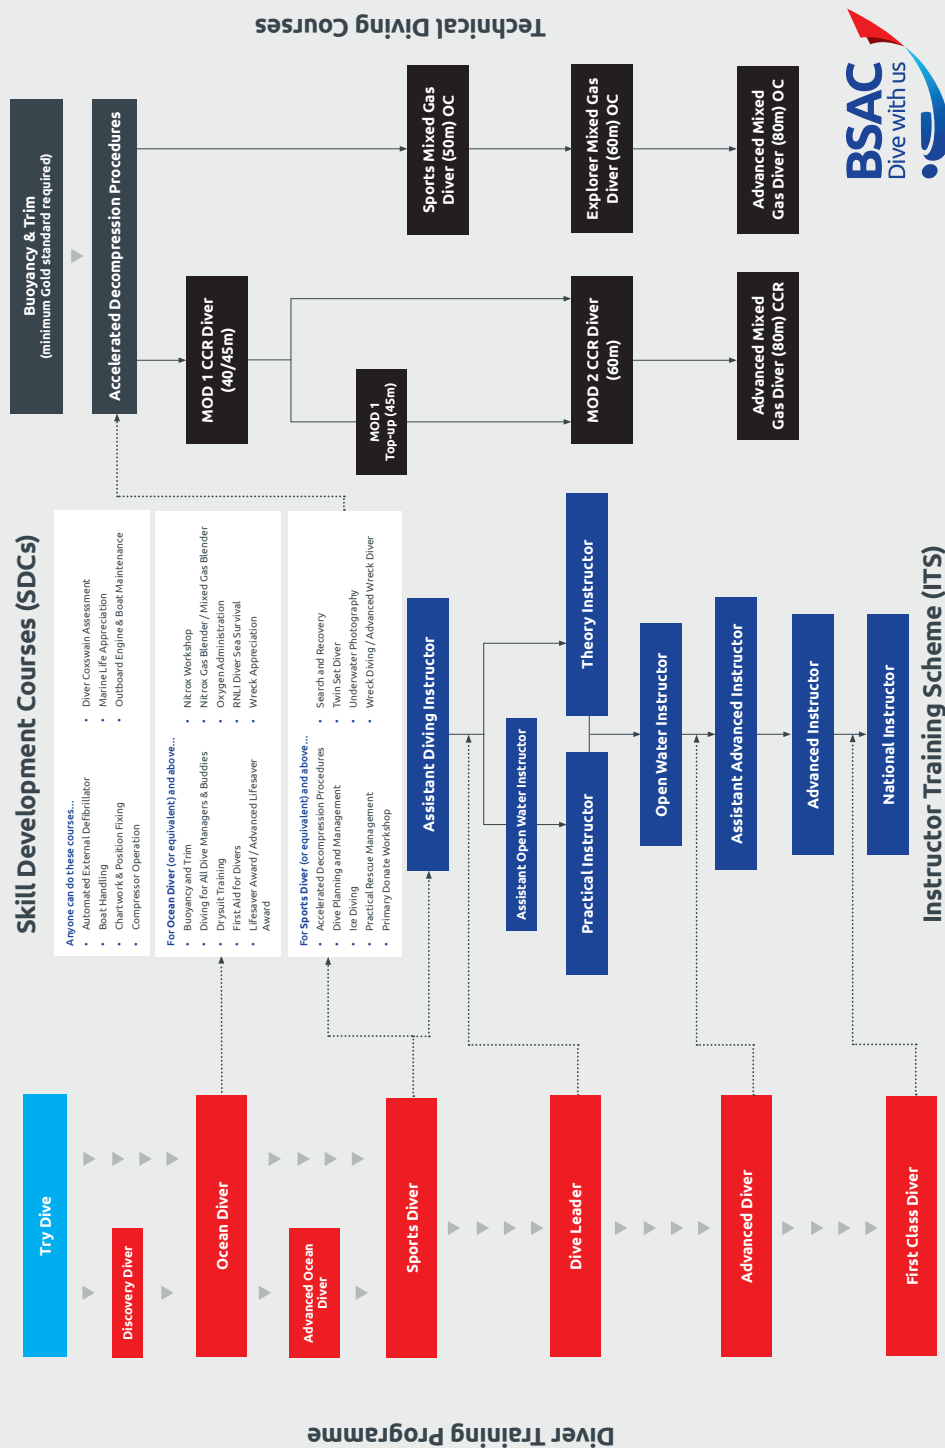 Diver Training Programme
Try Dive
Discovery Diver
Ocean Diver
Advanced Ocean
Diver
Sports Diver
Dive Leader
Advanced Diver
First Class Diver
Skill Development Courses (SDCs)
Anyone can do these courses...
• Automated External Defibrillator
• Boat Handling
• Chartwork & Position Fixing
• Compressor Operation
• Diver Coxswain Assessment
• Marine Life Appreciation
• Outboard Engine & Boat Maintenance
For Ocean Diver (or equivalent) and above...
• Buoyancy and Trim
• Diving for All Dive Managers & Buddies
• Drysuit Training
• First Aid for Divers
• Lifesaver Award / Advanced Lifesaver
Award
• Nitrox Workshop
• Nitrox Gas Blender / Mixed Gas Blender
• Oxygen Administration
• RNLI Diver Sea Survival
• Wreck Appreciation
For Sports Diver (or equivalent) and above...
• Accelerated Decompression Procedures
• Dive Planning and Management
• Ice Diving
• Practical Rescue Management
• Primary Donate Workshop
• Search and Recovery
• Twin Set Diver
• Underwater Photography
• Wreck Diving / Advanced Wreck Diver
Assistant Diving Instructor
Assistant Open Water Instructor
Practical Instructor
Theory Instructor
Open Water Instructor
Assistant Advanced Instructor
Advanced Instructor
National Instructor
Instructor Training Scheme (ITS)
Technical Diving Courses
Buoyancy & Trim
(minimum Gold standard required)
Accelerated Decompression Procedures
MOD 1 CCR Diver
(40/45m)
MOD 1
Top-up (45m)
MOD 2 CCR Diver
(60m)
Advanced Mixed
Gas Diver (80m) CCR
Sports Mixed Gas
Diver (50m) OC
Explorer Mixed Gas
Diver (60m) OC
Advanced Mixed
Gas Diver (80m) OC
BSAC
Dive with us